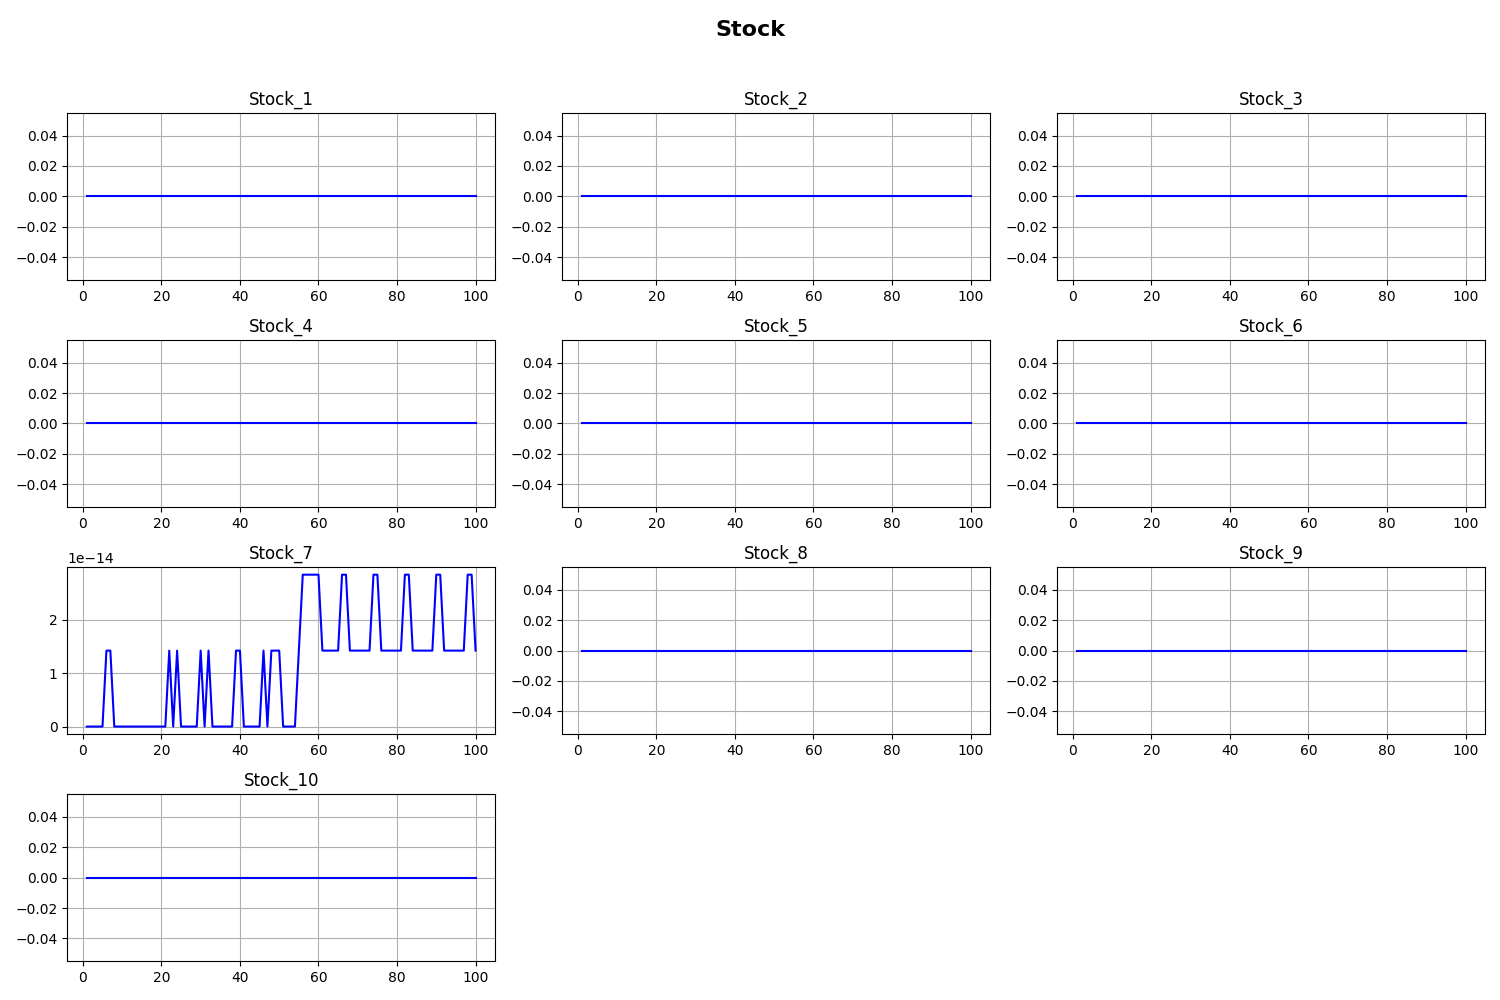 Stock
Stock_1 Stock_2 Stock_3
0.04 0.04 0.04
0.02 0.02 0.02
0.00 0.00 0.00
−0.02 −0.02 −0.02
−0.04 −0.04 −0.04
0 20 40 60 80 100 0 20 40 60 80 100 0 20 40 60 80 100
Stock_4 Stock_5 Stock_6
0.04 0.04 0.04
0.02 0.02 0.02
0.00 0.00 0.00
−0.02 −0.02 −0.02
−0.04 −0.04 −0.04
0 20 40 60 80 100 0 20 40 60 80 100 0 20 40 60 80 100
1e−14 Stock_7 Stock_8 Stock_9
2 0.04 0.04
1 0.02 0.02
0 0.00 0.00
−0.02 −0.02
−0.04 −0.04
0 20 40 60 80 100 0 20 40 60 80 100 0 20 40 60 80 100
Stock_10
0.04
0.02
0.00
−0.02
−0.04
0 20 40 60 80 100